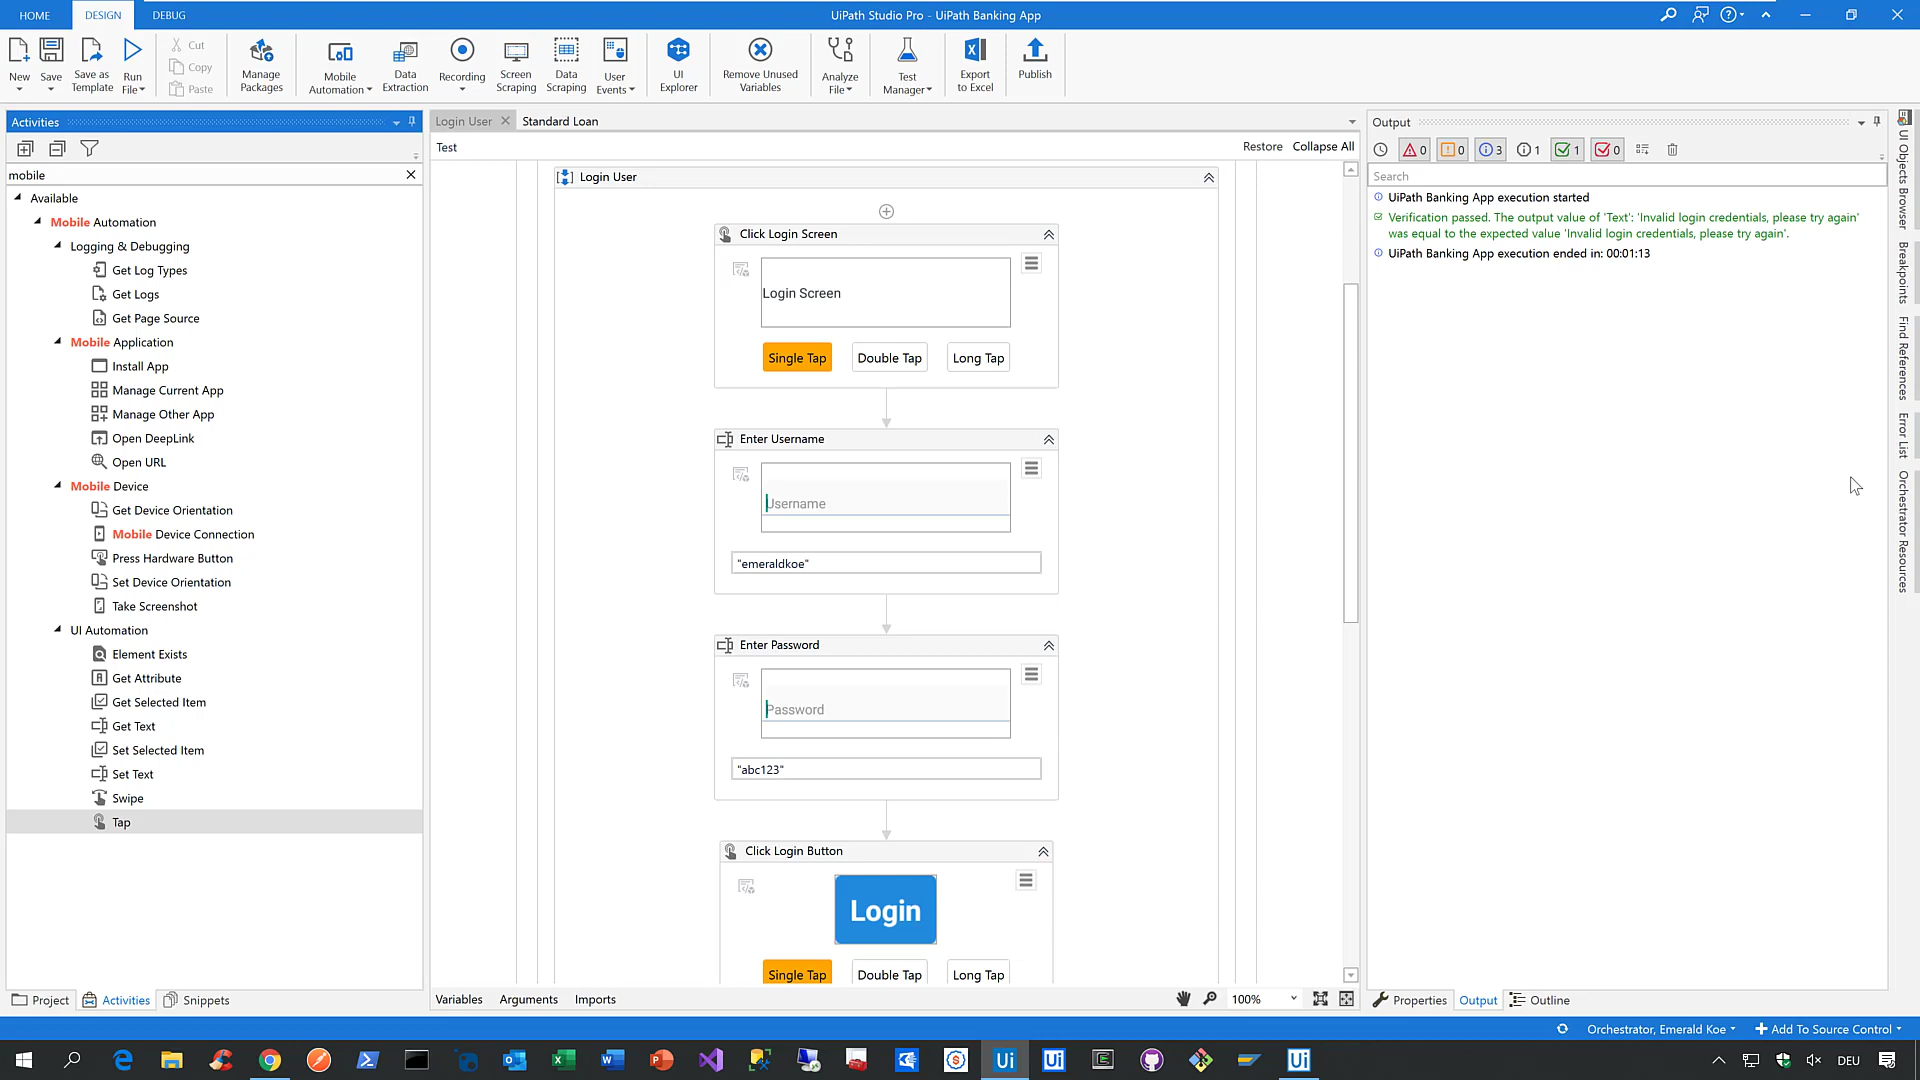 HOME DESIGN DEBUG UiPath Studio Pro - UiPath Banking App
New Save Save as Template Run File Cut Copy Paste Manage Packages Mobile Automation Data Extraction Recording Screen Scraping Data Scraping User Events UI Explorer Remove Unused Variables Analyze File Test Manager Export to Excel Publish
Activities
mobile
Available
Mobile Automation
Logging & Debugging
Get Log Types
Get Logs
Get Page Source
Mobile Application
Install App
Manage Current App
Manage Other App
Open DeepLink
Open URL
Mobile Device
Get Device Orientation
Mobile Device Connection
Press Hardware Button
Set Device Orientation
Take Screenshot
UI Automation
Element Exists
Get Attribute
Get Selected Item
Get Text
Set Selected Item
Set Text
Swipe
Tap
Project Activities Snippets
Login User Standard Loan
Test Restore Collapse All
Login User
Click Login Screen
Login Screen
Single Tap Double Tap Long Tap
Enter Username
Username
"emeraldkoe"
Enter Password
Password
"abc123"
Click Login Button
Login
Single Tap Double Tap Long Tap
Variables Arguments Imports 100%
Output
0 0 3 1 1 0
Search
UiPath Banking App execution started
Verification passed. The output value of 'Text': 'Invalid login credentials, please try again'
was equal to the expected value 'Invalid login credentials, please try again'.
UiPath Banking App execution ended in: 00:01:13
Properties Output Outline
UI Objects Browser
Breakpoints
Find References
Error List
Orchestrator Resources
Orchestrator, Emerald Koe Add To Source Control
Ui Ui Ui
DEU